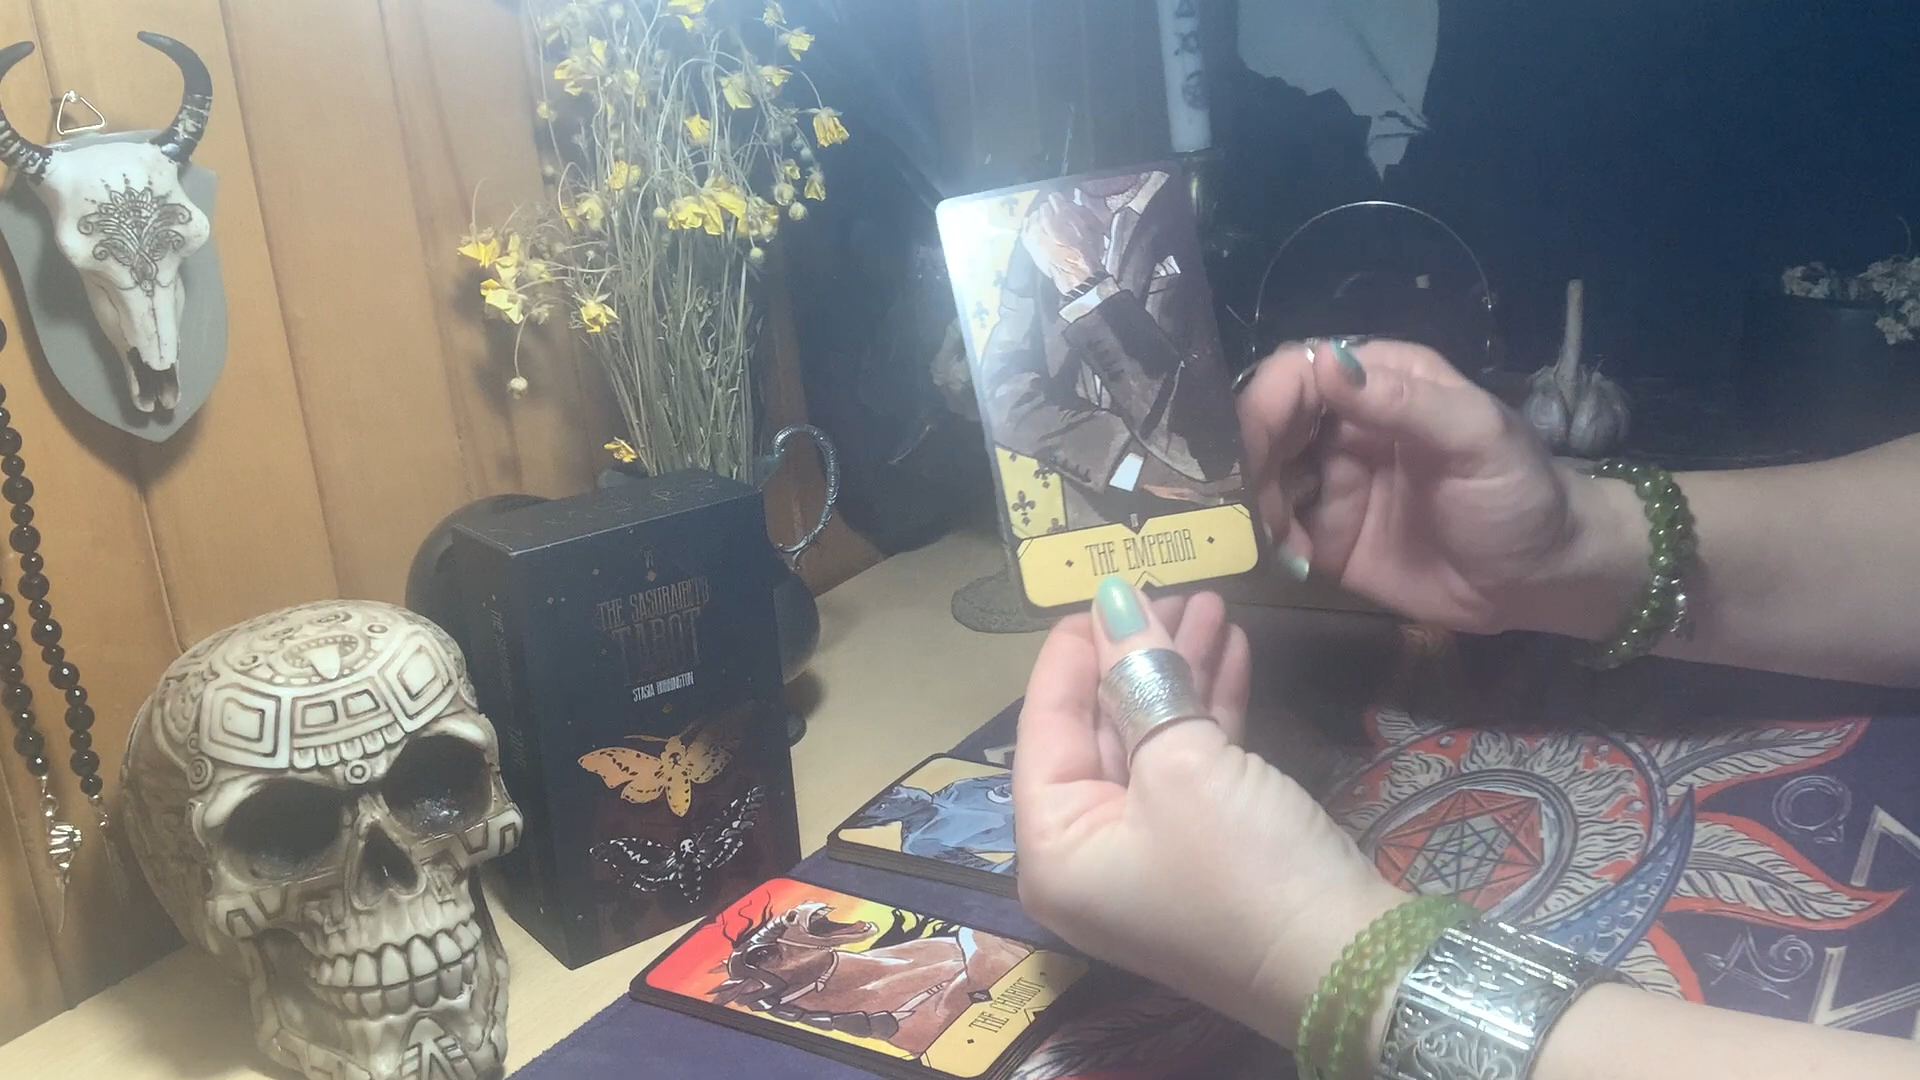 THE EMPEROR
THE SASURAIBITO
TAROT
STASIA BURRINGTON
THE CHARIOT